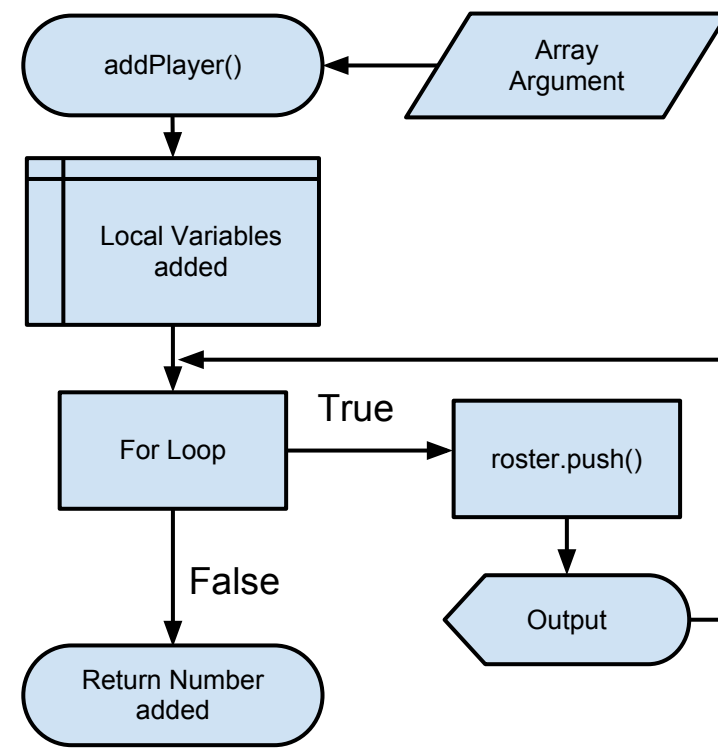 addPlayer()
Array
Argument
Local Variables
added
For Loop
True
roster.push()
False
Output
Return Number
added